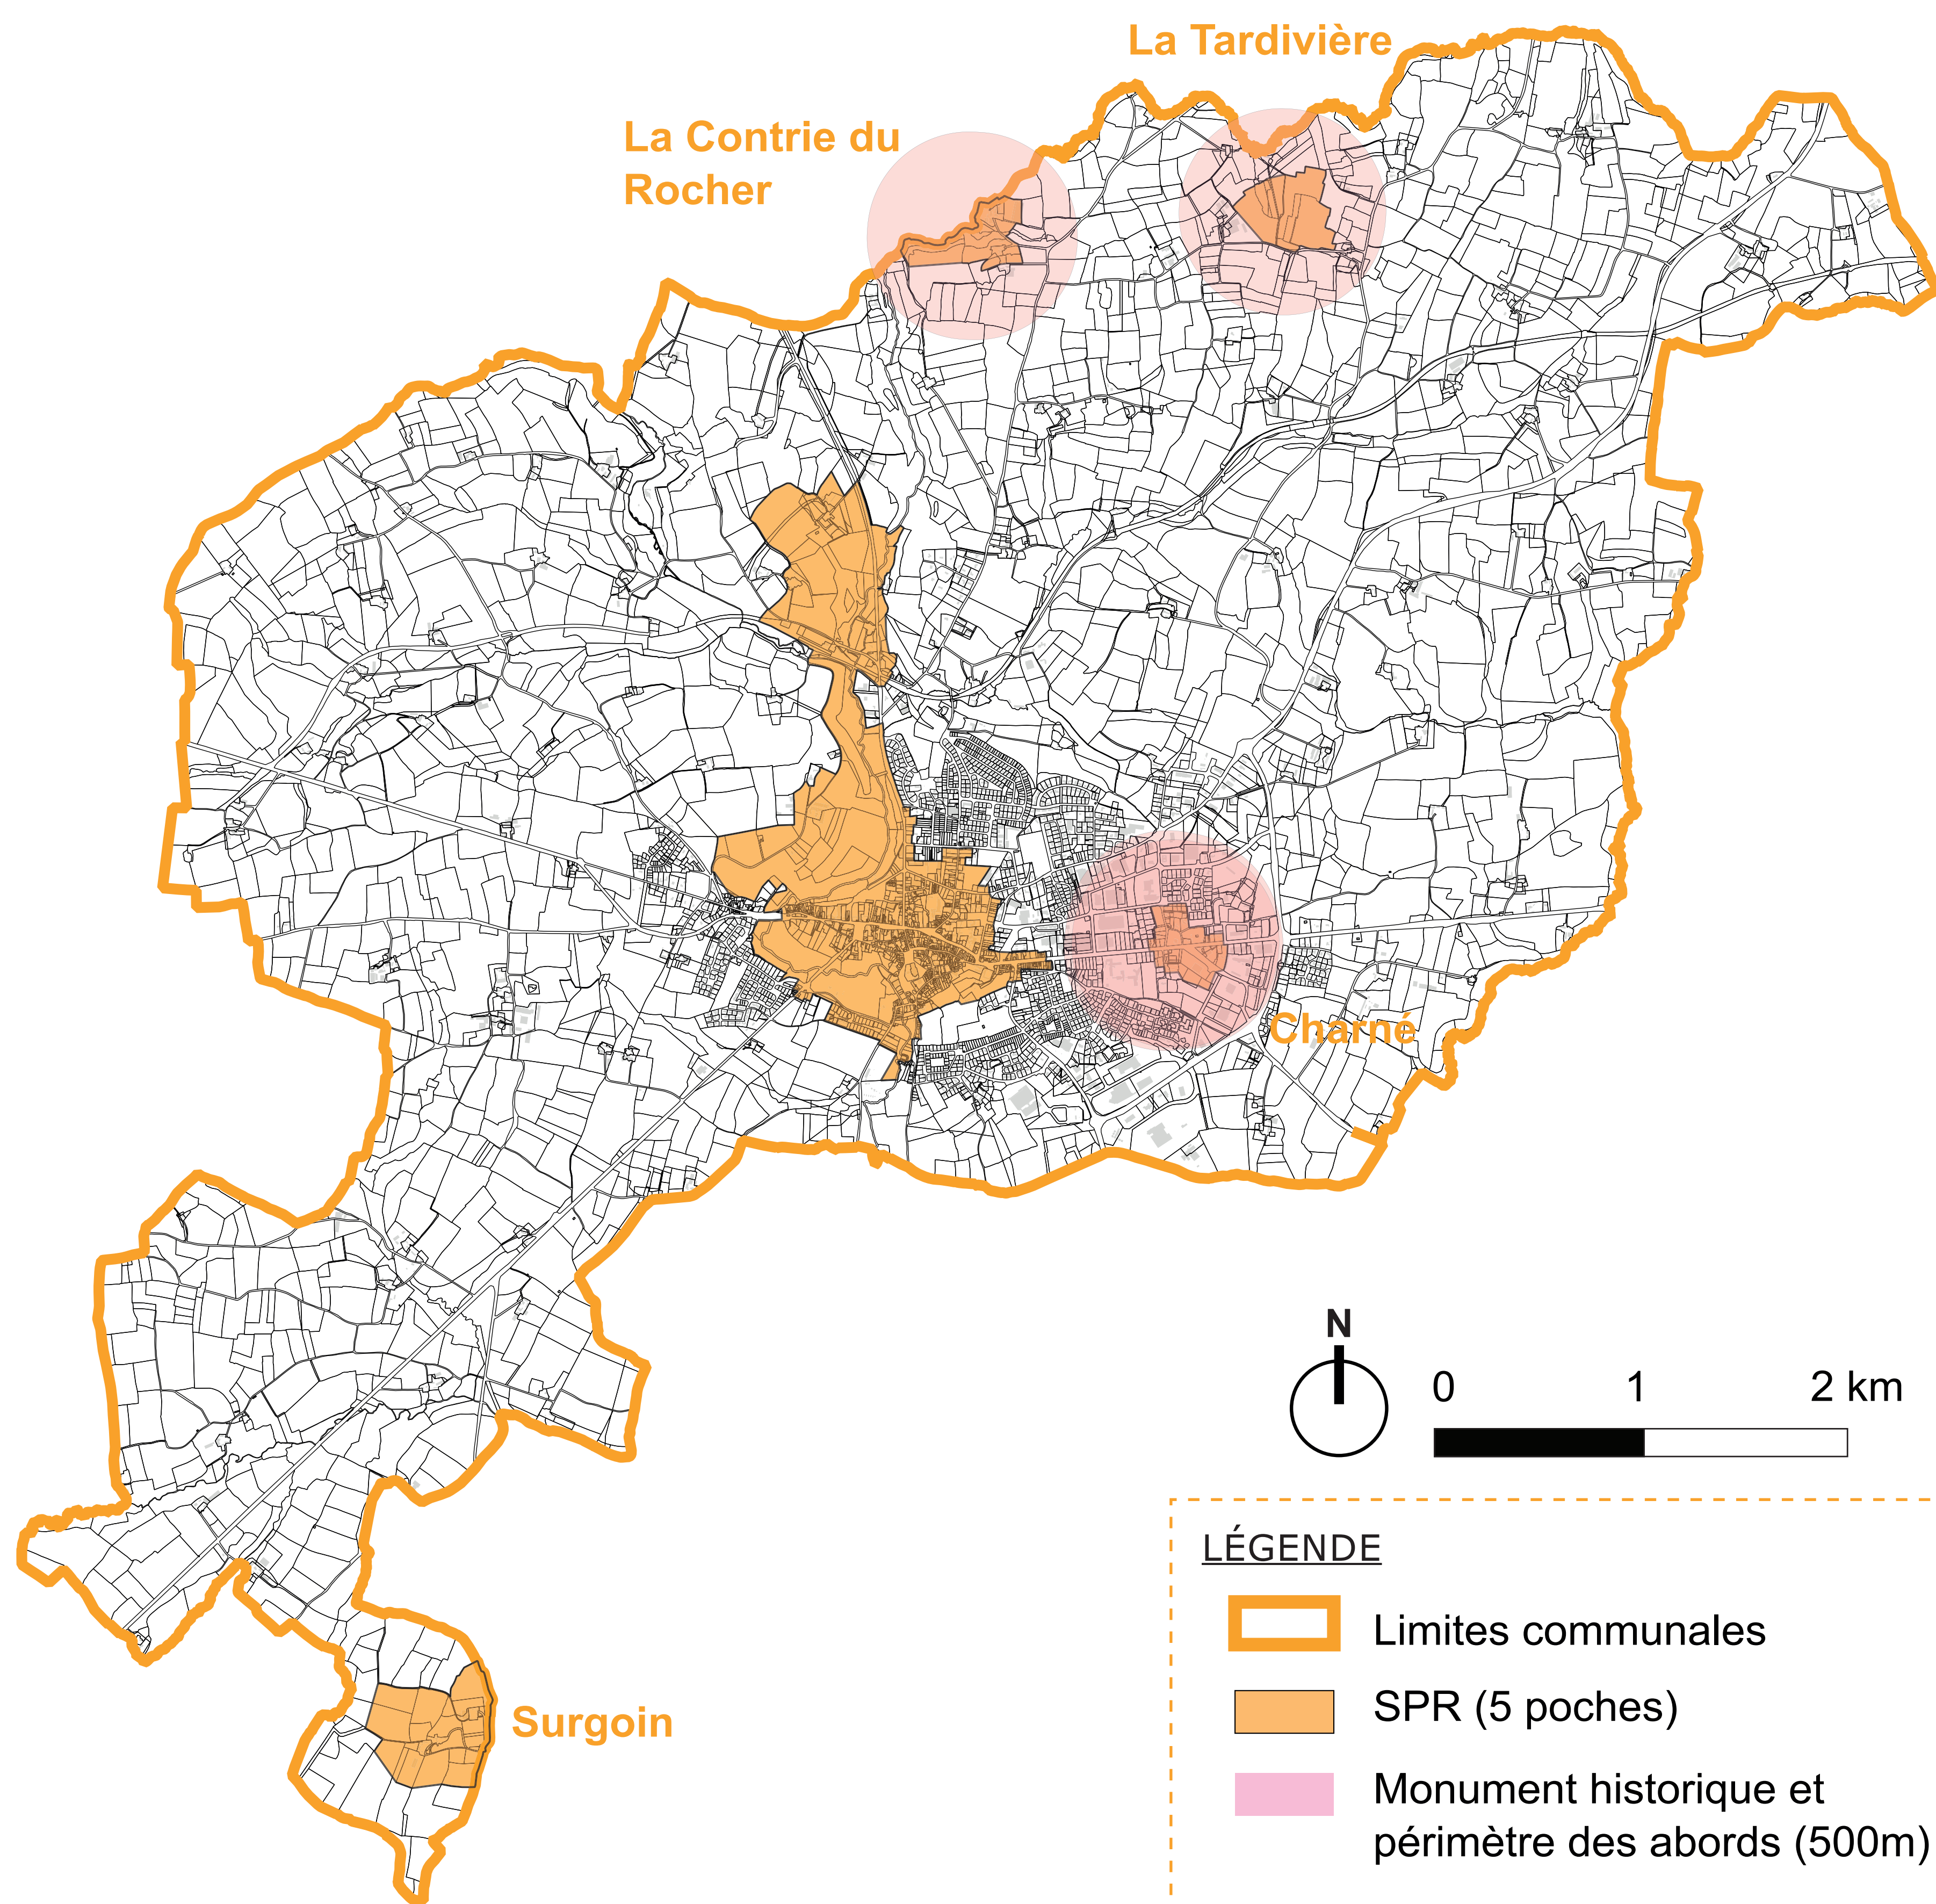 La Tardivière
La Contrie du
Rocher
Charné
N
0 1 2 km
Surgoin
LÉGENDE
Limites communales
SPR (5 poches)
Monument historique et
périmètre des abords (500m)